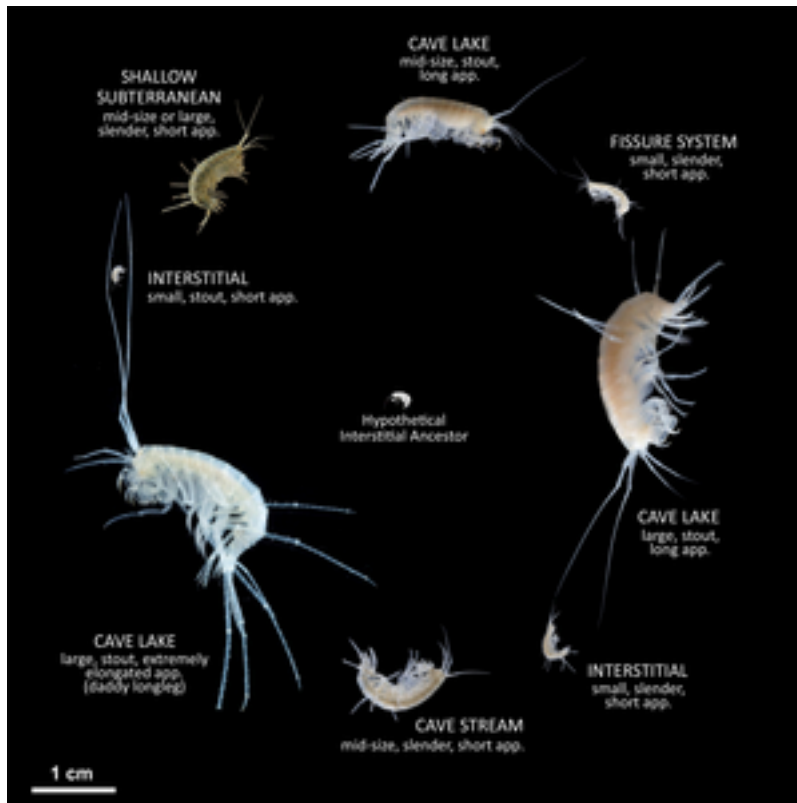 CAVE LAKE
mid-size, stout,
long app.
SHALLOW
SUBTERRANEAN
mid-size or large,
slender, short app.
FISSURE SYSTEM
small, slender,
short app.
INTERSTITIAL
small, stout, short app.
Hypothetical
Interstitial Ancestor
CAVE LAKE
large, stout,
long app.
CAVE LAKE
large, stout, extremely
elongated app.
(daddy longleg)
INTERSTITIAL
small, slender,
short app.
CAVE STREAM
mid-size, slender, short app.
1 cm